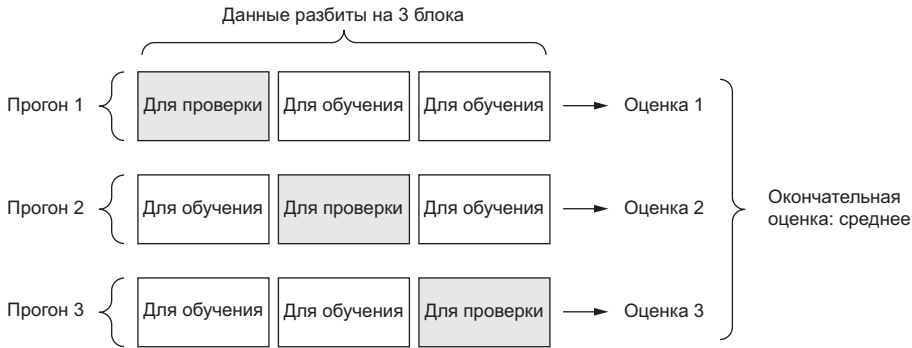 Данные разбиты на 3 блока
Прогон 1 Для проверки Для обучения Для обучения Оценка 1
Прогон 2 Для обучения Для проверки Для обучения Оценка 2
Окончательная
оценка: среднее
Прогон 3 Для обучения Для обучения Для проверки Оценка 3